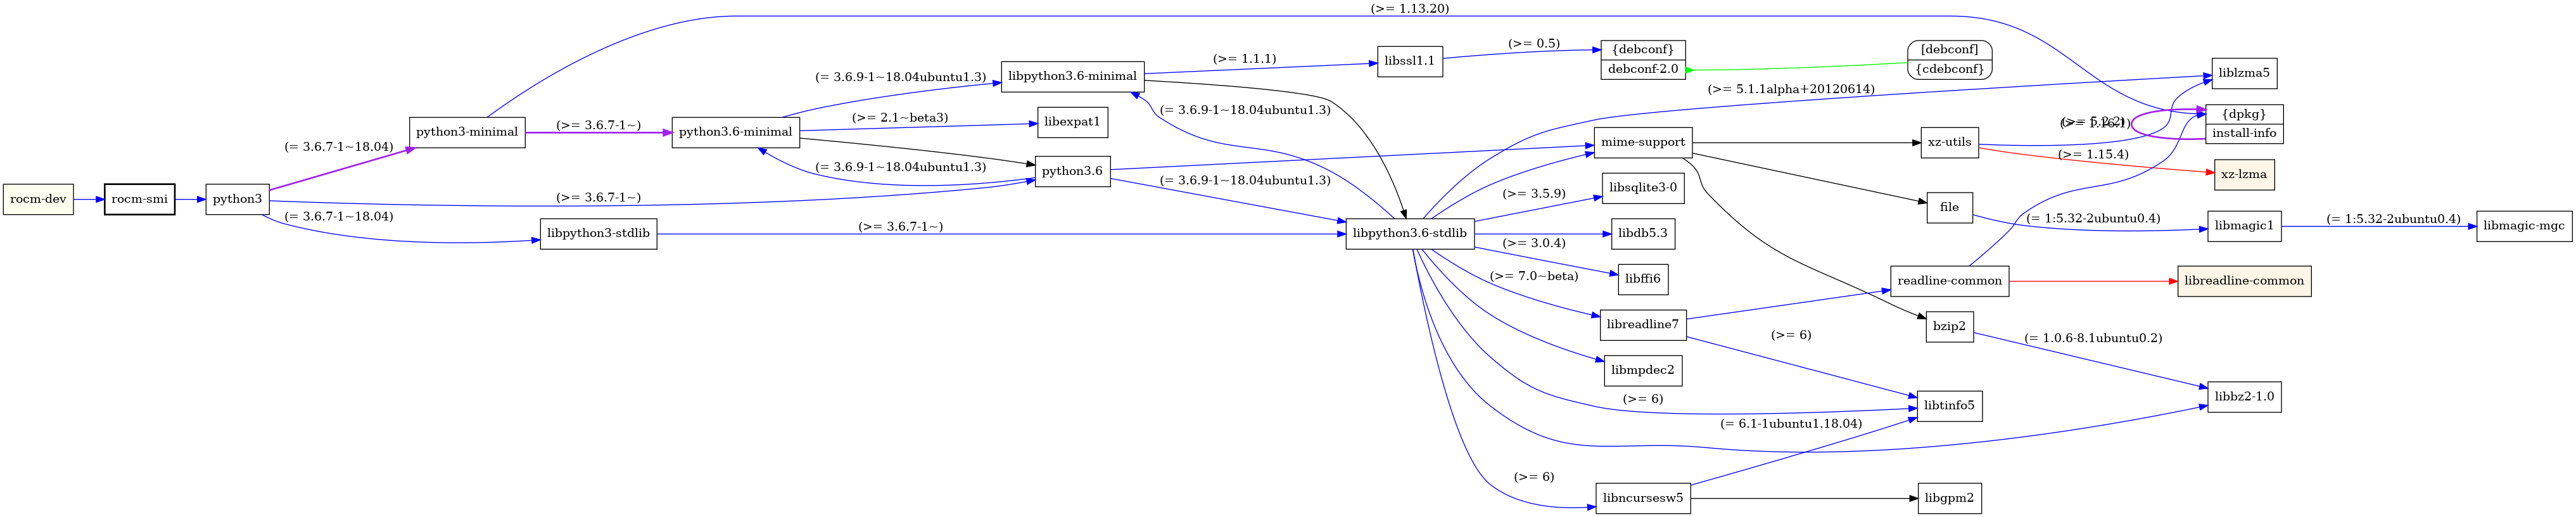 (>= 1.13.20)
(>= 0.5)
{debconf}
debconf-2.0
[debconf]
{cdebconf}
libssl1.1
(>= 1.1.1)
libpython3.6-minimal
(= 3.6.9-1~18.04ubuntu1.3)
liblzma5
(>= 5.1.1alpha+20120614)
(= 3.6.9-1~18.04ubuntu1.3)
{dpkg}
install-info
(>= 5.2.2)
libexpat1
(>= 2.1~beta3)
python3-minimal
(>= 3.6.7-1~)
python3.6-minimal
(= 3.6.7-1~18.04)
mime-support
xz-utils
(>= 1.15.4)
xz-lzma
python3.6
(= 3.6.9-1~18.04ubuntu1.3)
(= 3.6.9-1~18.04ubuntu1.3)
libsqlite3-0
(>= 3.5.9)
rocm-dev
rocm-smi
python3
(>= 3.6.7-1~)
(= 3.6.7-1~18.04)
file
(= 1:5.32-2ubuntu0.4)
libmagic1
(= 1:5.32-2ubuntu0.4)
libmagic-mgc
libpython3-stdlib
(>= 3.6.7-1~)
libpython3.6-stdlib
libdb5.3
(>= 3.0.4)
libffi6
(>= 7.0~beta)
readline-common
libreadline-common
libreadline7
(>= 6)
bzip2
(= 1.0.6-8.1ubuntu0.2)
libmpdec2
(>= 6)
libtinfo5
libbz2-1.0
(= 6.1-1ubuntu1.18.04)
(>= 6)
libncursesw5
libgpm2